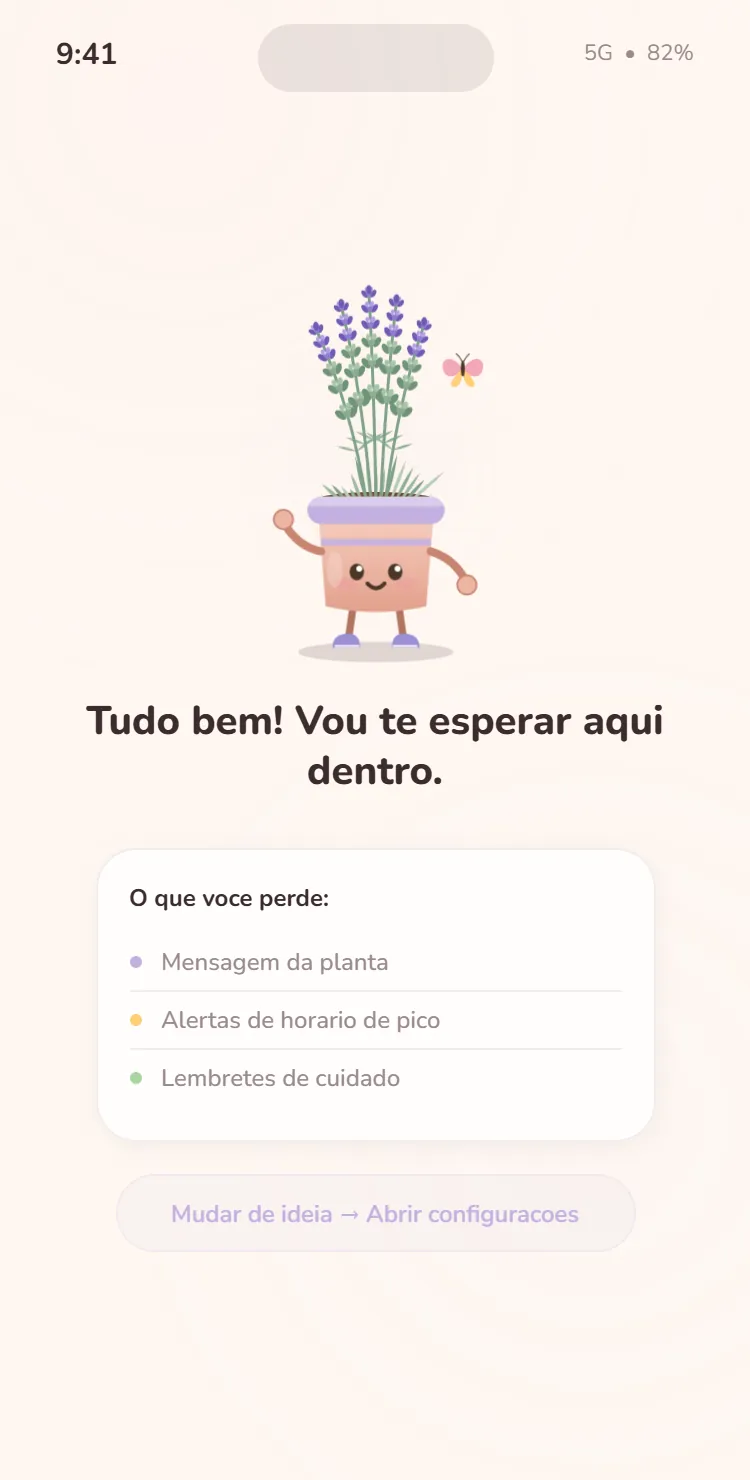 9:41
5G • 82%
Tudo bem! Vou te esperar aqui
dentro.
O que voce perde:
Mensagem da planta
Alertas de horario de pico
Lembretes de cuidado
Mudar de ideia → Abrir configuracoes